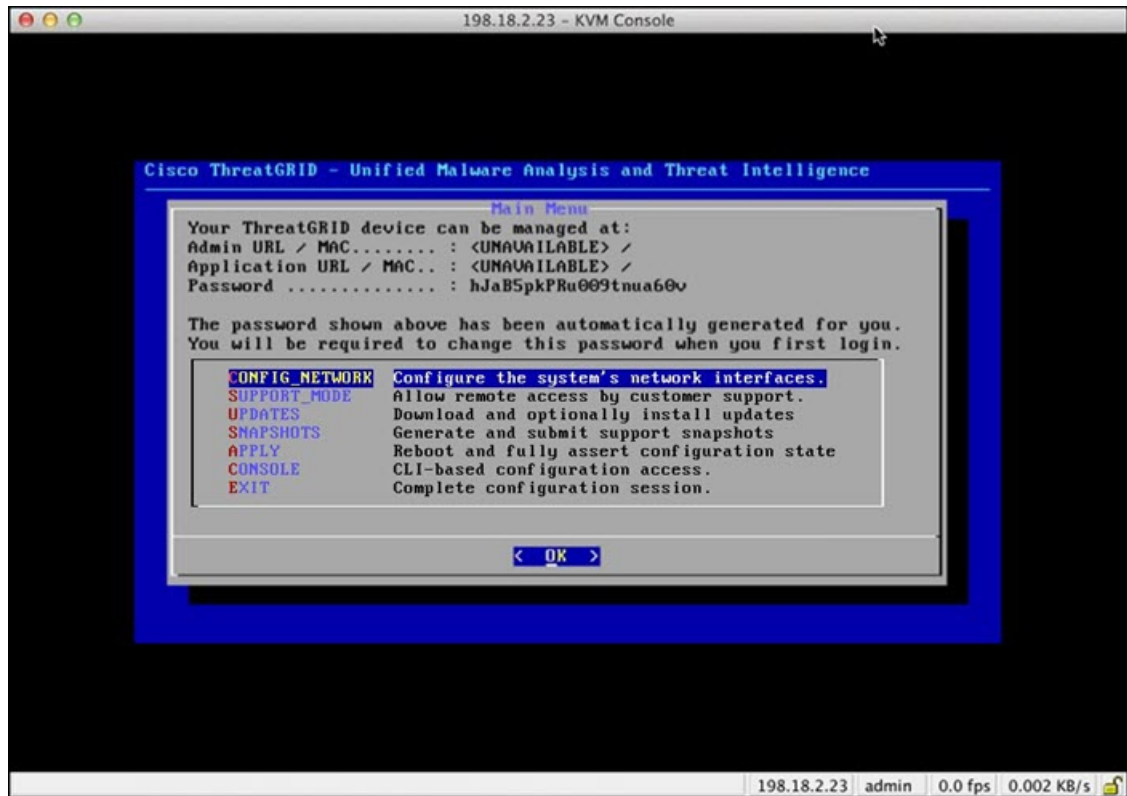 198.18.2.23 – KVM Console
Cisco ThreatGRID - Unified Malware Analysis and Threat Intelligence
Main Menu
Your ThreatGRID device can be managed at:
Admin URL / MAC........ : <UNAVAILABLE> /
Application URL / MAC.. : <UNAVAILABLE> /
Password .............. : hJaB5pkPRu009tnua60v
The password shown above has been automatically generated for you.
You will be required to change this password when you first login.
CONFIG_NETWORK Configure the system's network interfaces.
SUPPORT_MODE Allow remote access by customer support.
UPDATES Download and optionally install updates
SNAPSHOTS Generate and submit support snapshots
APPLY Reboot and fully assert configuration state
CONSOLE CLI-based configuration access.
EXIT Complete configuration session.
< OK >
198.18.2.23 admin 0.0 fps 0.002 KB/s